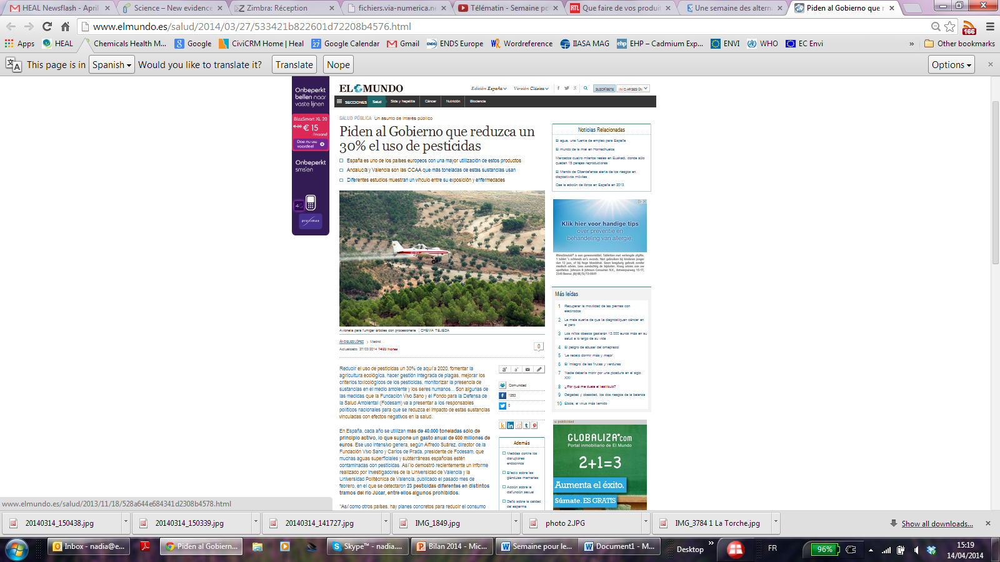 HEAL Newsflash - April
Science – New evidence
Zimbra: Réception
fichiers.via-numerica.ne
Télématin - Semaine po
Que faire de vos produit
Une semaine des altern
Piden al Gobierno que r
www.elmundo.es/salud/2014/03/27/533421b822601d72208b4576.html
166
Apps HEAL Chemicals Health M... Google CiviCRM Home | Heal Google Calendar Gmail ENDS Europe Wordreference IIASA MAG EHP – Cadmium Exp... ENVI WHO EC Envi » Other bookmarks
This page is in Spanish Would you like to translate it? Translate Nope Options
Onbeperkt
bellen naar
vaste lijnen
BizzSmart XL 20
€ 15
/maand
Doe nu uw
voordeel
Onbeperkt
sms'en
4G
proximus
EL MUNDO
Edición España Versión Clásica SUSCRÍBETE INICIAR SESIÓN
SECCIONES Salud Sida y hepatitis Cáncer Nutrición Biociencia
SALUD PÚBLICA Un asunto de interés público
Piden al Gobierno que reduzca un
30% el uso de pesticidas
España es uno de los países europeos con una mayor utilización de estos productos
Andalucía y Valencia son las CCAA que más toneladas de estas sustancias usan
Diferentes estudios muestran un vínculo entre su exposición y enfermedades
Avioneta para fumigar árboles con procesionaria | CHEMA TEJEDA
ÁNGELES LÓPEZ > Madrid
Actualizado: 27/03/2014 14:03 horas
0
Reducir el uso de pesticidas un 30% de aquí a 2020, fomentar la
agricultura ecológica, hacer gestión integrada de plagas, mejorar los
criterios toxicológicos de los pesticidas, monitorizar la presencia de
sustancias en el medio ambiente y los seres humanos... Son algunas de
las medidas que la Fundación Vivo Sano y el Fondo para la Defensa de
la Salud Ambiental (Fodesam) va a presentar a los responsables
políticos nacionales para que se reduzca el impacto de estas sustancias
vinculadas con efectos negativos en la salud.
En España, cada año se utilizan más de 40.000 toneladas sólo de
principio activo, lo que supone un gasto anual de 600 millones de
euros. Ese uso intensivo genera, según Alfredo Suárez, director de la
Fundación Vivo Sano y Carlos de Prada, presidente de Fodesam, que
muchas aguas superficiales y subterráneas españolas estén
contaminadas con pesticidas. Así lo demostró recientemente un informe
realizado por investigadores de la Universidad de Valencia y la
Universidad Politécnica de Valencia, publicado el pasado mes de
febrero, en el que se detectaron 23 pesticidas diferentes en distintos
tramos del río Júcar, entre ellos algunos prohibidos.
"Así como otros países, hay planes concretos para reducir el consumo
Comunidad
1253
0
Además
Medidas contra los
disruptores
endocrinos
Efecto sobre las
glándulas mamarias
Acción sobre la
disfunción sexual
Daño sobre la calidad
del esperma
Noticias Relacionadas
El agua, una fuente de empleo para España
El mundo de la miel en Hornachuelos
Mercados cuatro milanos reales en Euskadi, donde sólo
quedan 15 parejas reproductoras
El Mando de Ciberdefensa alerta de los riesgos en
dispositivos móviles
Cae la edición de libros en España en 2013
Klik hier voor handige tips
over preventie en
behandeling van allergie.
Más leídas
1 Recuperar la movilidad de las piernas con
electrodos
2 La mala suerte de que te diagnostiquen cáncer en
el paro
3 Los niños obesos gastarán 12.000 euros más en su
salud a lo largo de su vida
4 El peligro de abusar del omeprazol
5 'Le receto dormir más y mejor'
6 El 'milagro' de las frutas y verduras
7 'Nadie debería morir por una picadura en el siglo
XXI'
8 ¿Por qué me duele el testículo?
9 Delgadez y obesidad, los dos riesgos de la balanza
10 Ébola, el virus más temido
publicidad
GLOBALIZA.com
Portal inmobiliario de El Mundo
2+1=3
Aumenta el éxito.
Súmate. ES GRATIS
www.elmundo.es/salud/2013/11/18/528a644e684341d2308b4578.html
20140314_150438.jpg
20140314_150339.jpg
20140314_141727.jpg
IMG_1849.jpg
photo 2.JPG
IMG_3784 1 La Torche.jpg
Show all downloads...
Inbox - nadia@e...
Piden al Gobiern...
Skype™ - nadia....
Bilan 2014 - Mic...
Semaine pour le...
Document1 - M...
Desktop »
FR
96%
15:19
14/04/2014